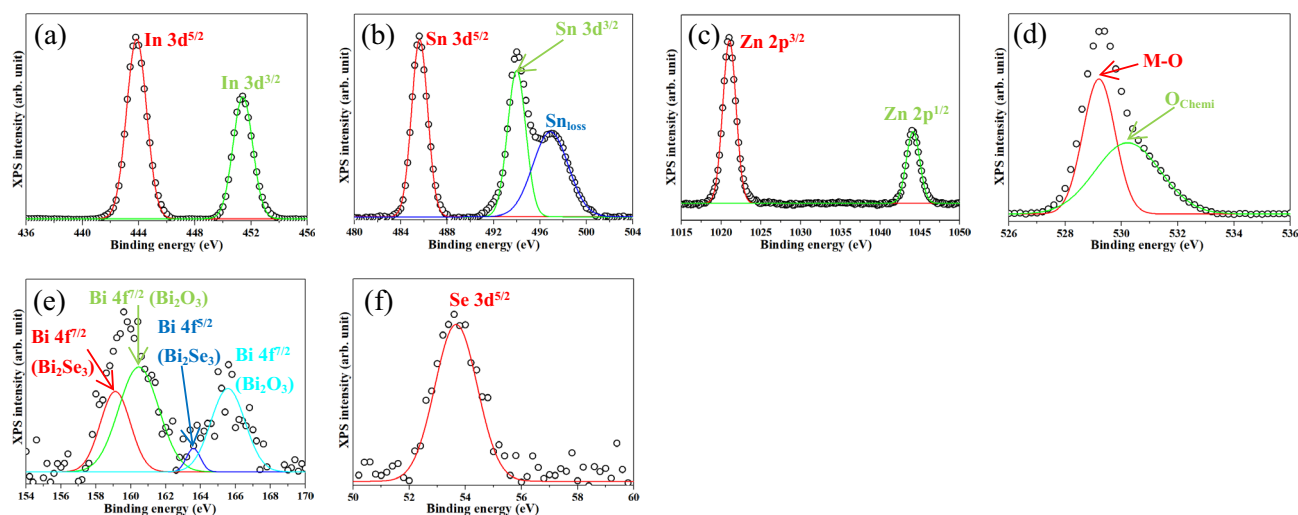 (a)
In 3d5/2
In 3d3/2
XPS intensity (arb. unit)
436 438 440 442 444 446 448 450 452 454 456
Binding energy (eV)
(b)
Sn 3d5/2
Sn 3d3/2
Snloss
XPS intensity (arb. unit)
480 484 488 492 496 500 504
Binding energy (eV)
(c)
Zn 2p3/2
Zn 2p1/2
XPS intensity (arb. unit)
1015 1020 1025 1030 1035 1040 1045 1050
Binding energy (eV)
(d)
M-O
OChemi
XPS intensity (arb. unit)
526 528 530 532 534 536
Binding energy (eV)
(e)
Bi 4f7/2 (Bi2O3)
Bi 4f7/2
(Bi2Se3)
Bi 4f5/2
(Bi2Se3)
Bi 4f7/2
(Bi2O3)
XPS intensity (arb. unit)
154 156 158 160 162 164 166 168 170
Binding energy (eV)
(f)
Se 3d5/2
XPS intensity (arb. unit)
50 52 54 56 58 60
Binding energy (eV)